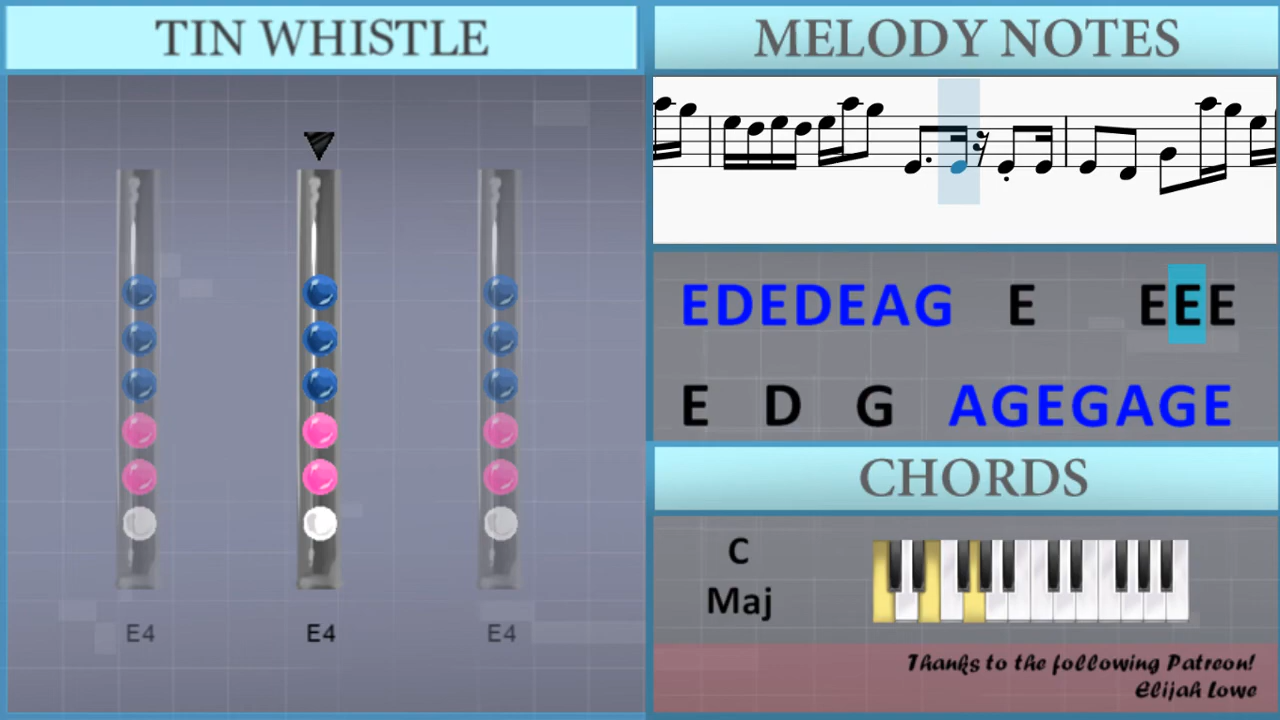 TIN WHISTLE
E4 E4 E4
MELODY NOTES
EDEDEAG E EEE
E D G AGEGAGE
CHORDS
C
Maj
Thanks to the following Patreon!
Elijah Lowe